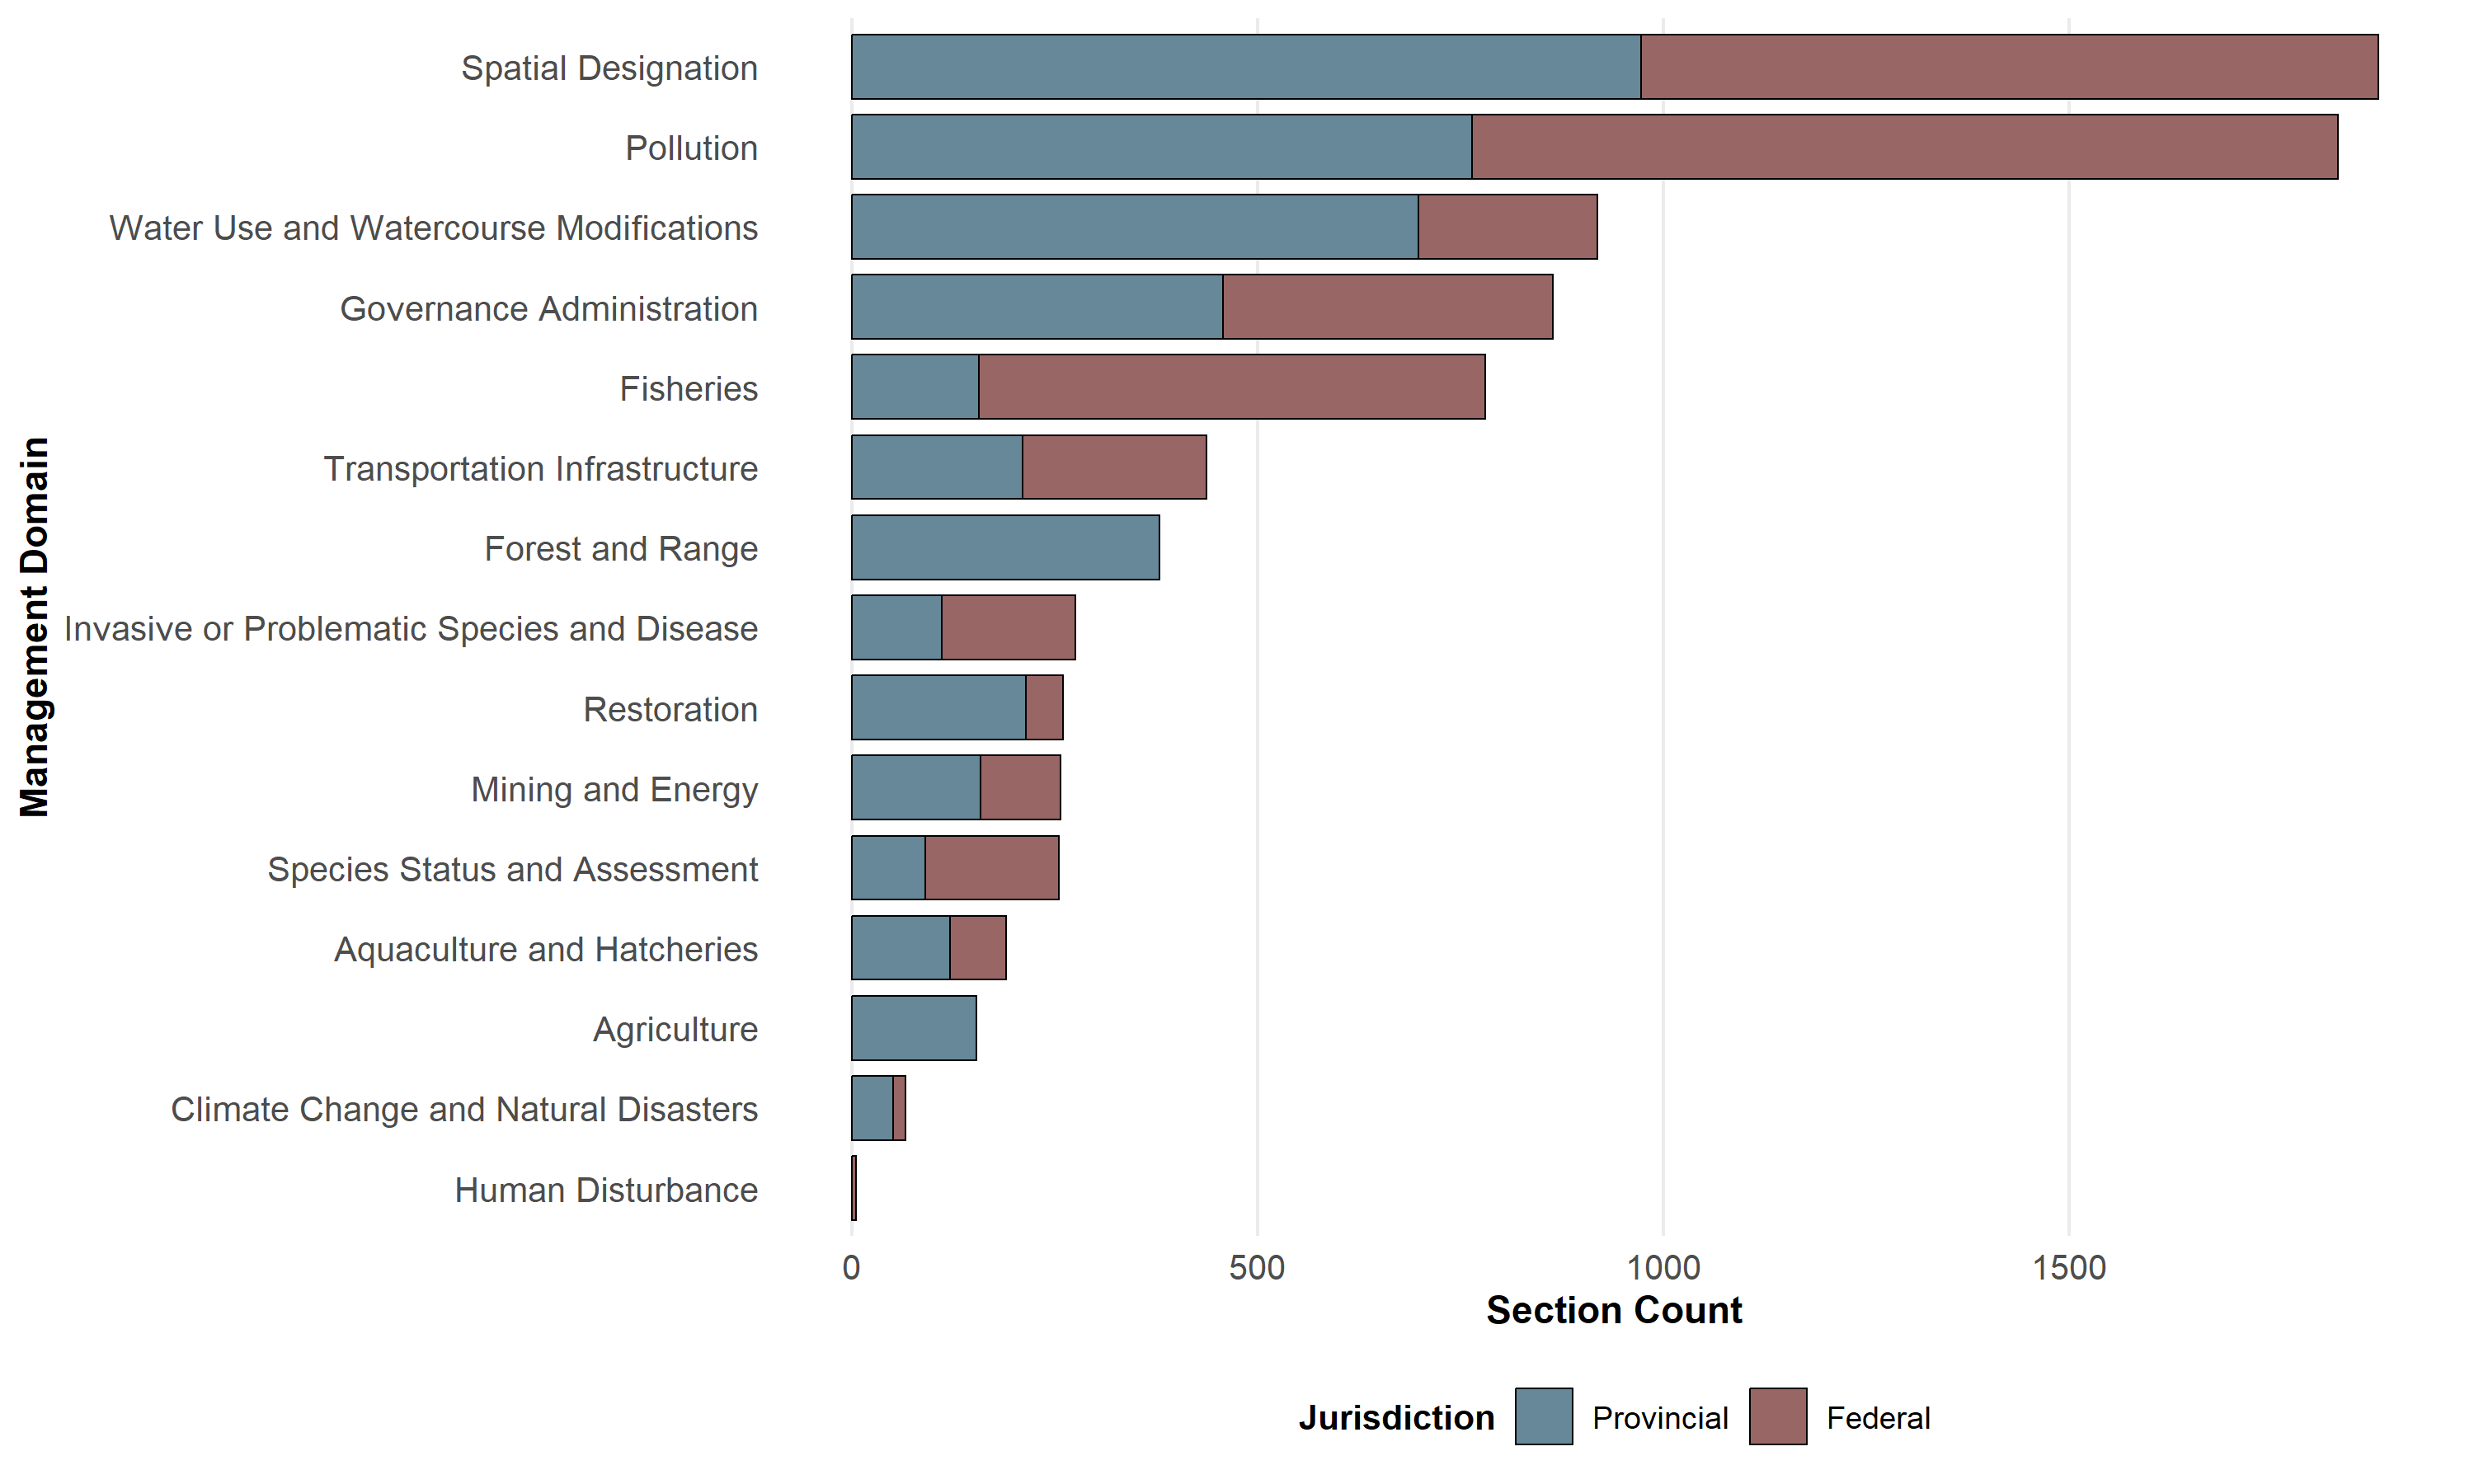 Management Domain
Spatial Designation
Pollution
Water Use and Watercourse Modifications
Governance Administration
Fisheries
Transportation Infrastructure
Forest and Range
Invasive or Problematic Species and Disease
Restoration
Mining and Energy
Species Status and Assessment
Aquaculture and Hatcheries
Agriculture
Climate Change and Natural Disasters
Human Disturbance
0 500 1000 1500
Section Count
Jurisdiction Provincial Federal